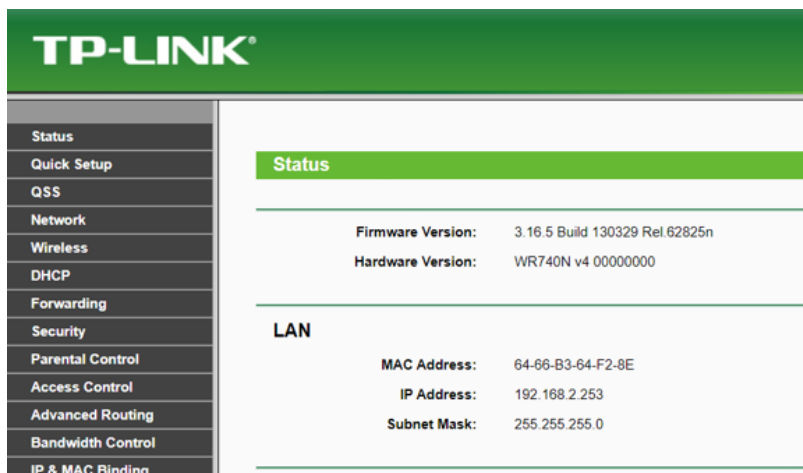 TP-LINK®
Status
Quick Setup
QSS
Network
Wireless
DHCP
Forwarding
Security
Parental Control
Access Control
Advanced Routing
Bandwidth Control
IP & MAC Binding
Status
Firmware Version: 3.16.5 Build 130329 Rel.62825n
Hardware Version: WR740N v4 00000000
LAN
MAC Address: 64-66-B3-64-F2-8E
IP Address: 192.168.2.253
Subnet Mask: 255.255.255.0